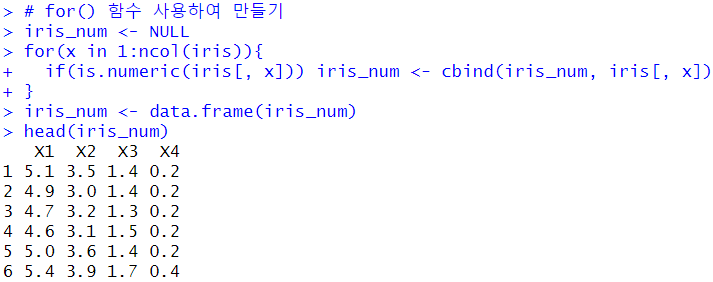 > # for() 함수 사용하여 만들기
> iris_num <- NULL
> for(x in 1:ncol(iris)){
+   if(is.numeric(iris[, x])) iris_num <- cbind(iris_num, iris[, x])
+ }
> iris_num <- data.frame(iris_num)
> head(iris_num)
   X1  X2  X3  X4
1 5.1 3.5 1.4 0.2
2 4.9 3.0 1.4 0.2
3 4.7 3.2 1.3 0.2
4 4.6 3.1 1.5 0.2
5 5.0 3.6 1.4 0.2
6 5.4 3.9 1.7 0.4